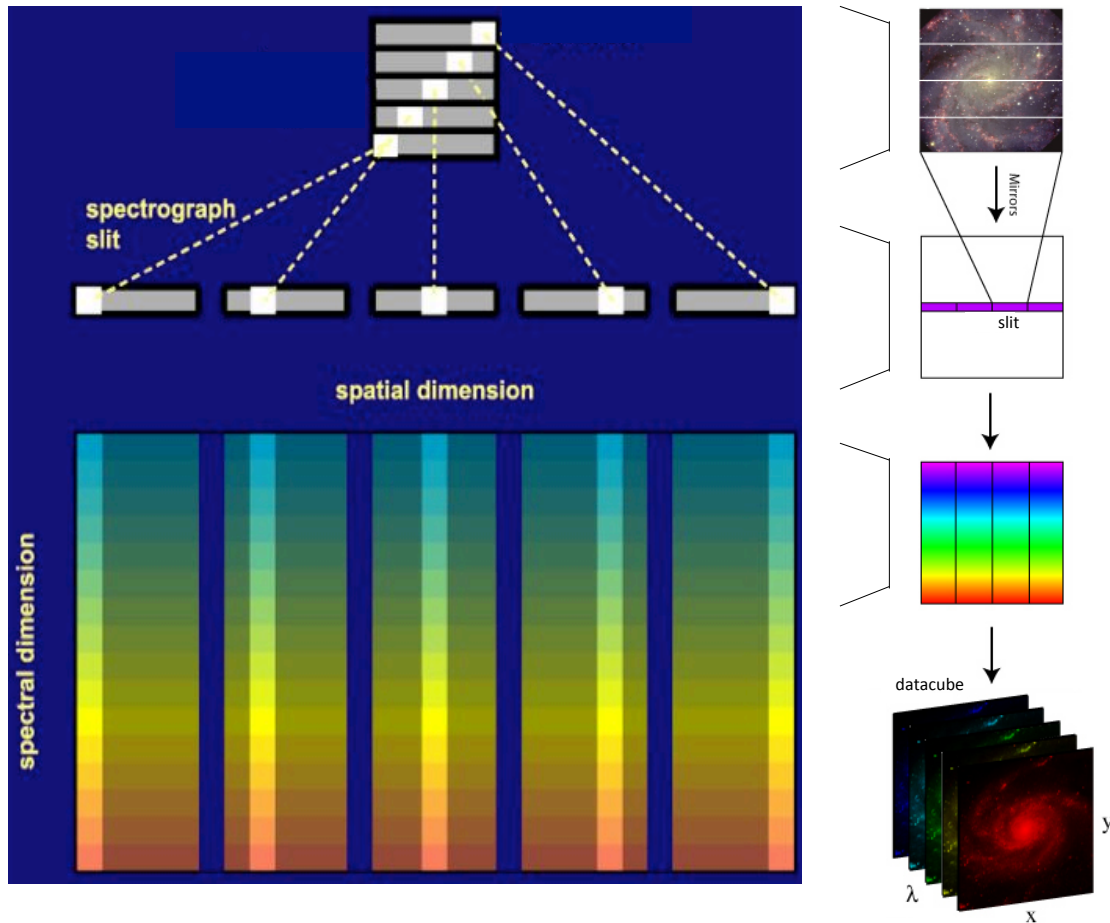 spectrograph
slit
spatial dimension
spectral dimension
Mirrors
slit
datacube
y
λ
x